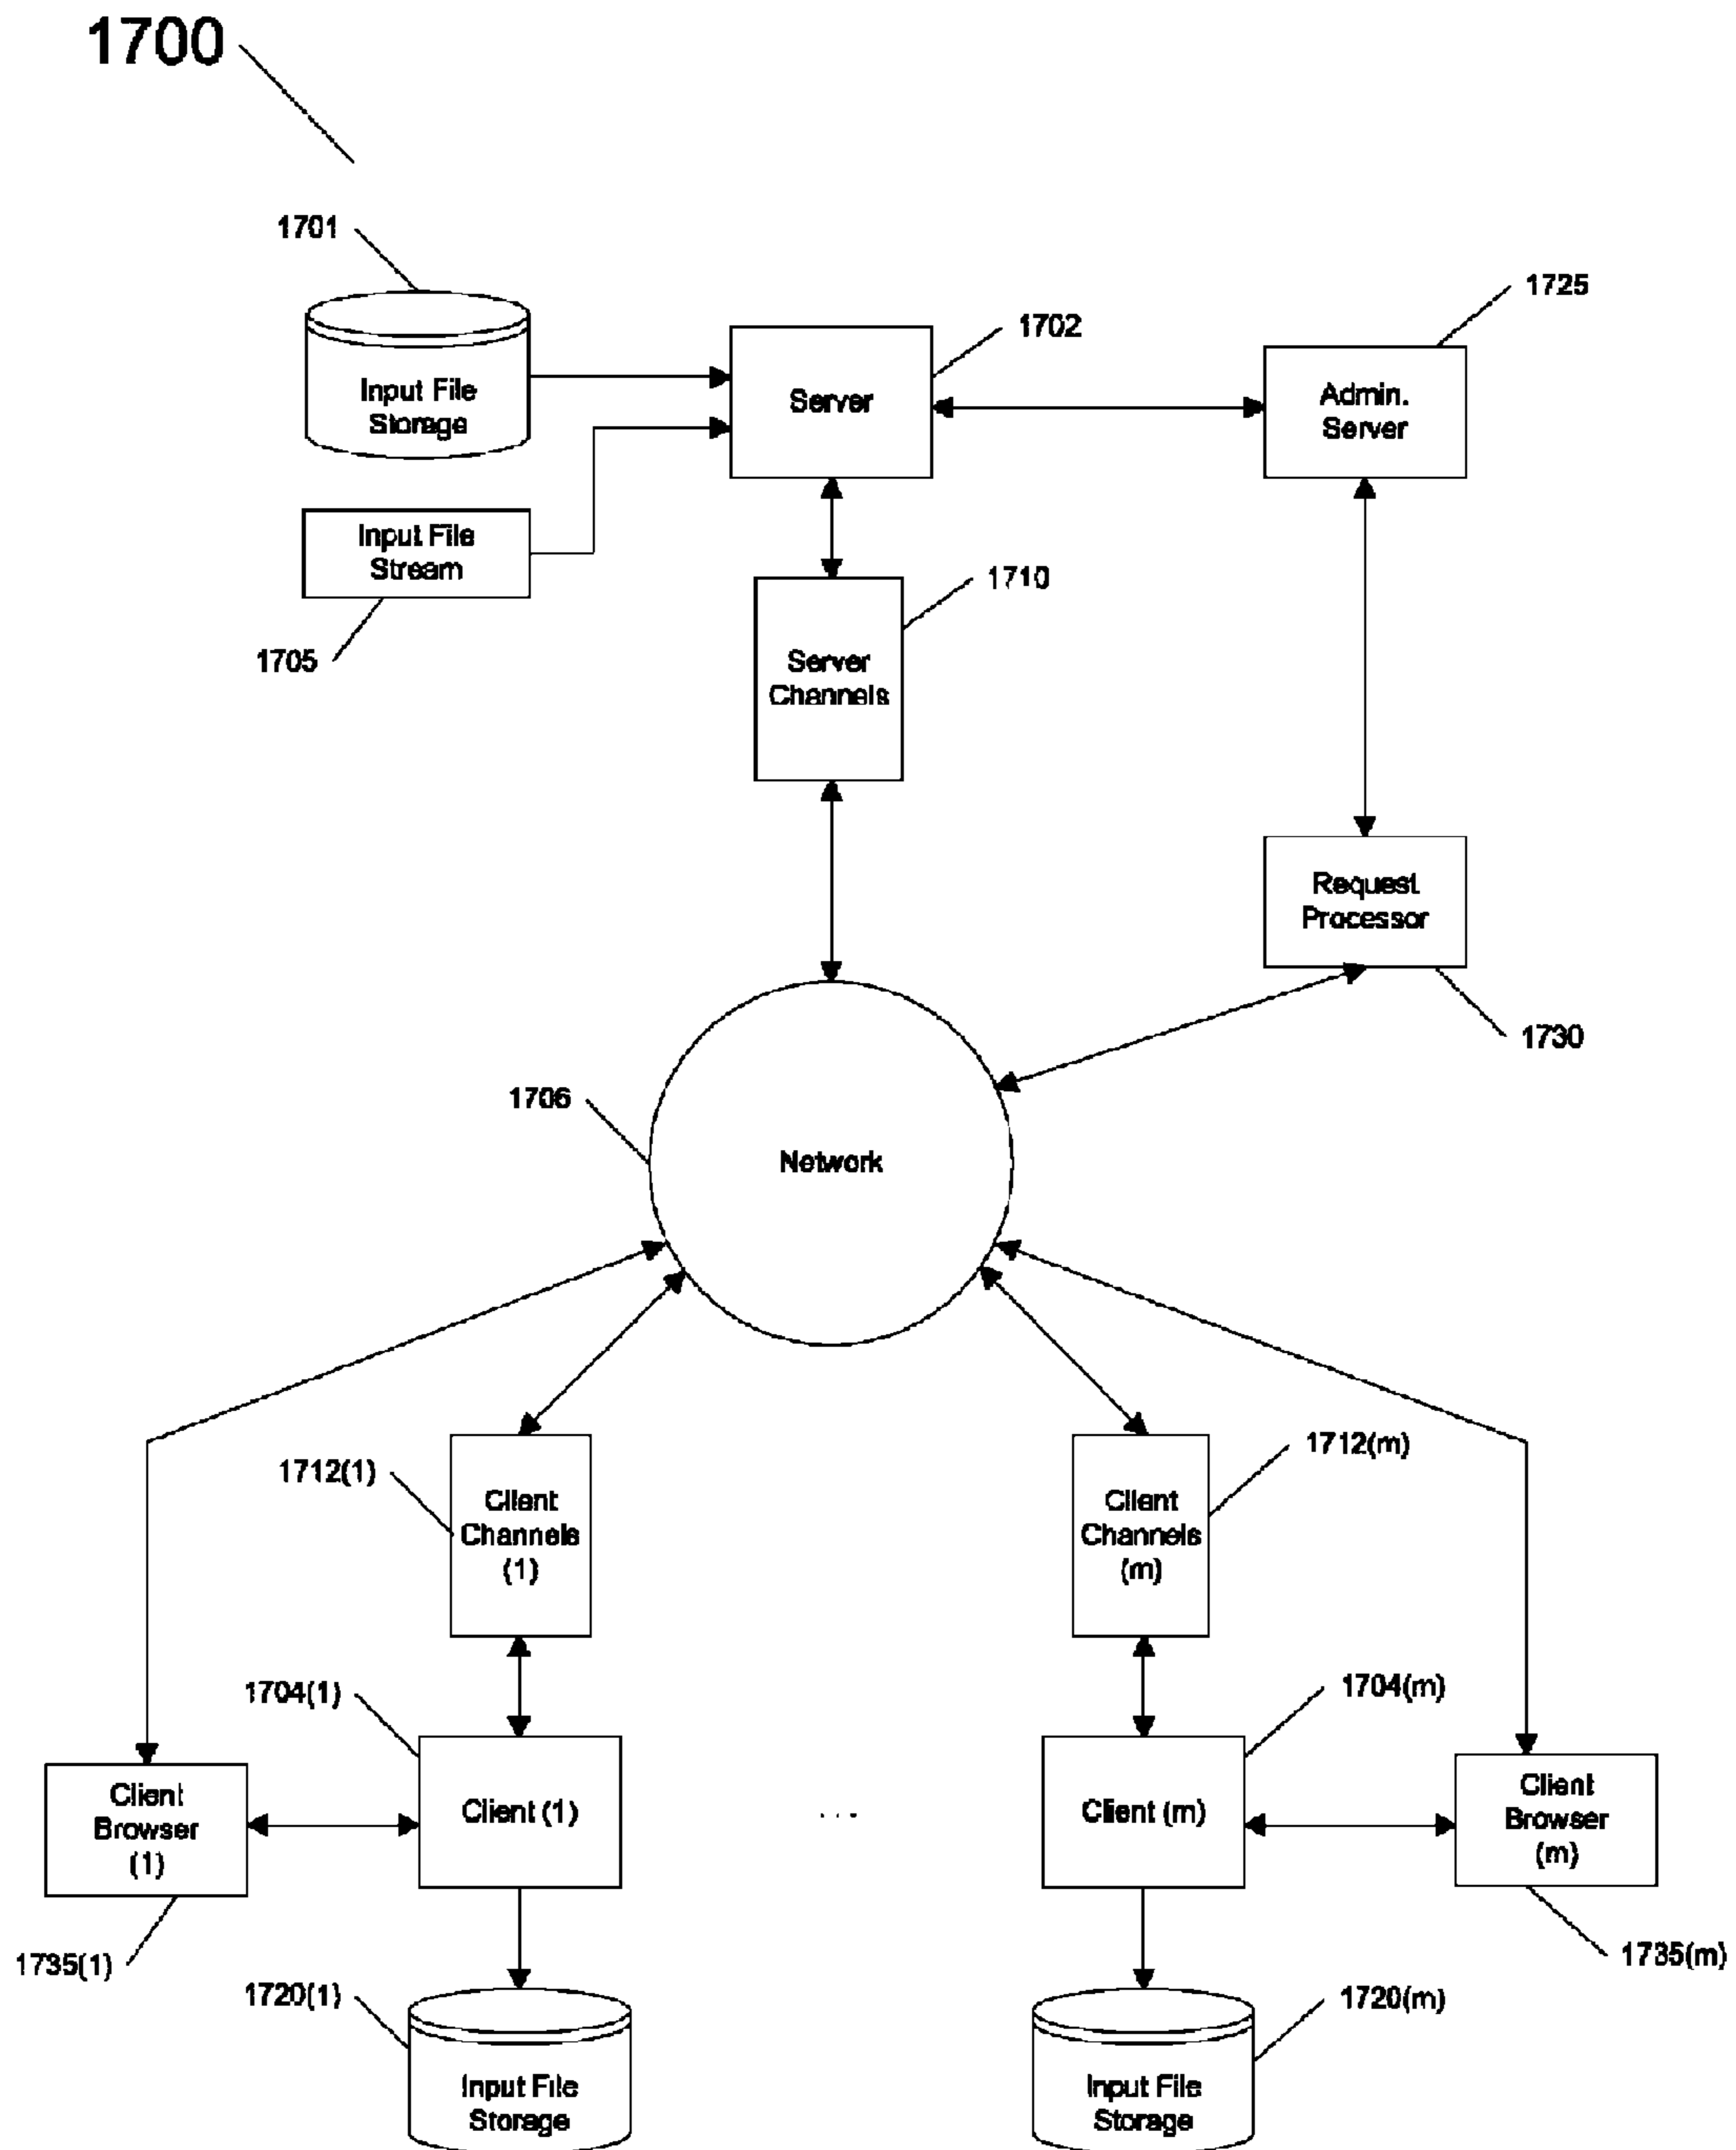 1700
1701
1725
1702
Input File
Storage
Server
Admin.
Server
Input File
Stream
1710
1705
Server
Channels
Request
Processor
1730
1706
Network
1712(1)
Client
Channels
(1)
Client
Channels
(m)
1712(m)
1704(1)
1704(m)
Client
Browser
(1)
Client (1)
...
Client (m)
Client
Browser
(m)
1735(1)
1735(m)
1720(1)
1720(m)
Input File
Storage
Input File
Storage